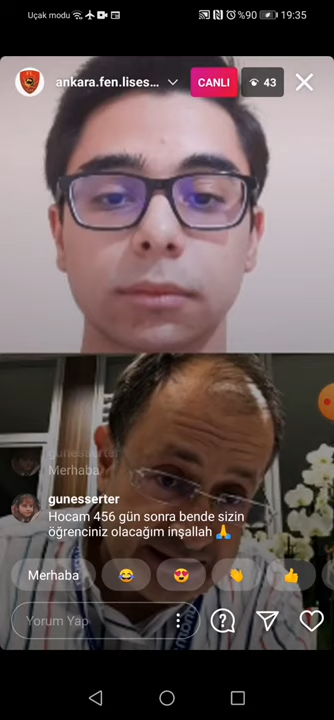 Uçak modu
%90
19:35
ankara.fen.lises...
CANLI
43
gunesserter
Merhaba
gunesserter
Hocam 456 gün sonra bende sizin
öğrenciniz olacağım inşallah 🙏
Merhaba 😂 😍 👏 👍
Yorum Yap